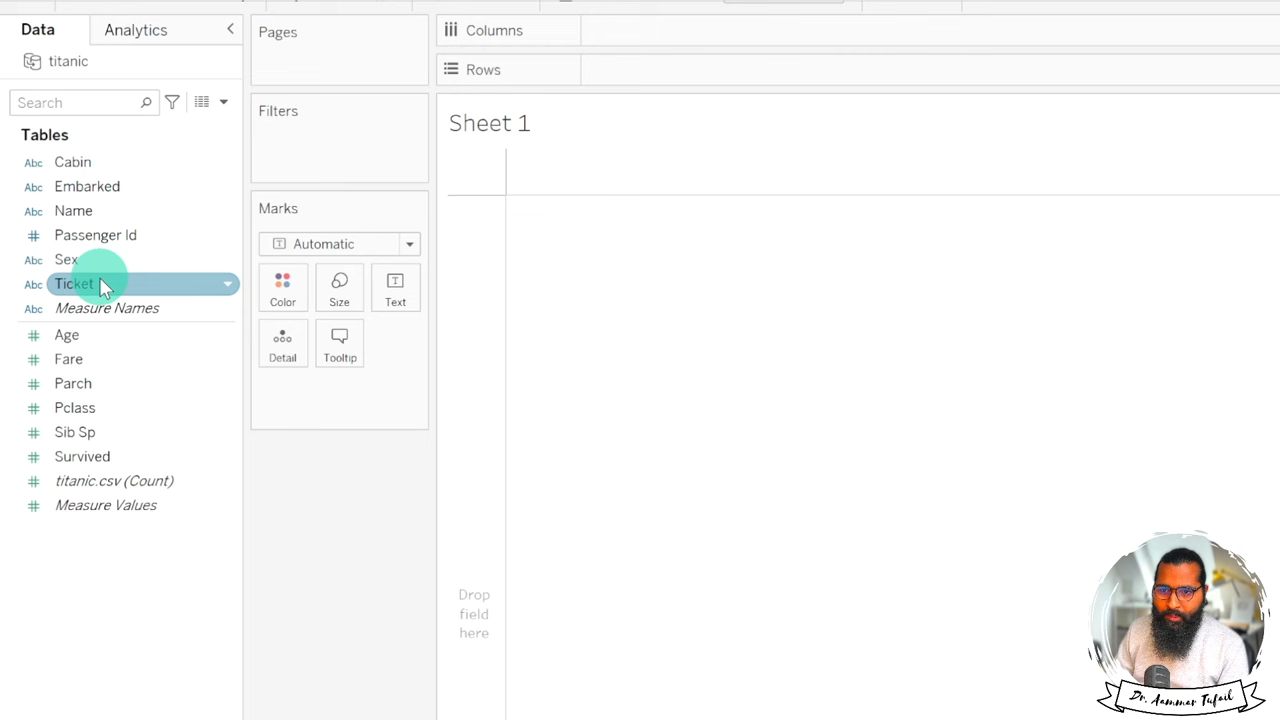 Data
Analytics
titanic
Search
Tables
Abc Cabin
Abc Embarked
Abc Name
# Passenger Id
Abc Sex
Abc Ticket
Abc Measure Names
# Age
# Fare
# Parch
# Pclass
# Sib Sp
# Survived
# titanic.csv (Count)
# Measure Values
Pages
Filters
Marks
T Automatic
Color
Size
T
Text
Detail
Tooltip
Columns
Rows
Sheet 1
Drop
field
here
Dr. Aammar Tufail